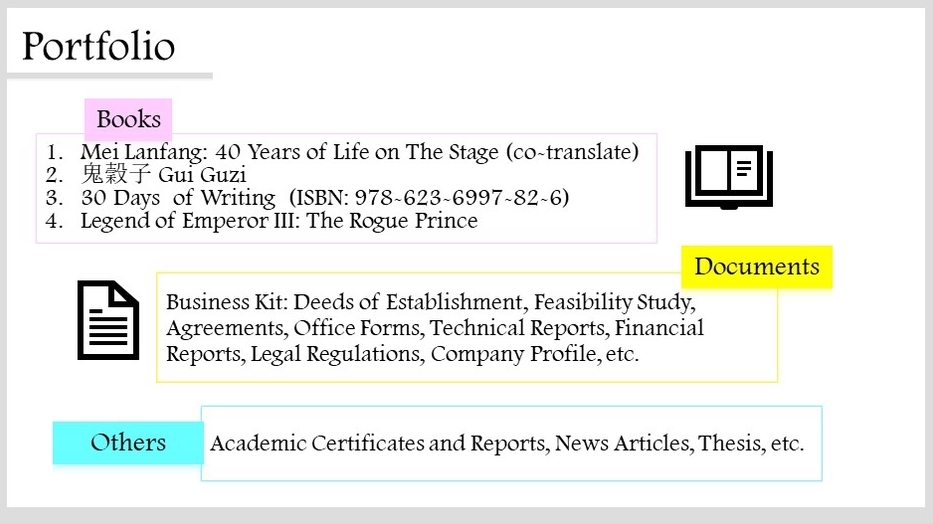 Portfolio
Books
1. Mei Lanfang: 40 Years of Life on The Stage (co-translate)
2. 鬼穀子 Gui Guzi
3. 30 Days of Writing (ISBN: 978-623-6997-82-6)
4. Legend of Emperor III: The Rogue Prince
Documents
Business Kit: Deeds of Establishment, Feasibility Study,
Agreements, Office Forms, Technical Reports, Financial
Reports, Legal Regulations, Company Profile, etc.
Others
Academic Certificates and Reports, News Articles, Thesis, etc.